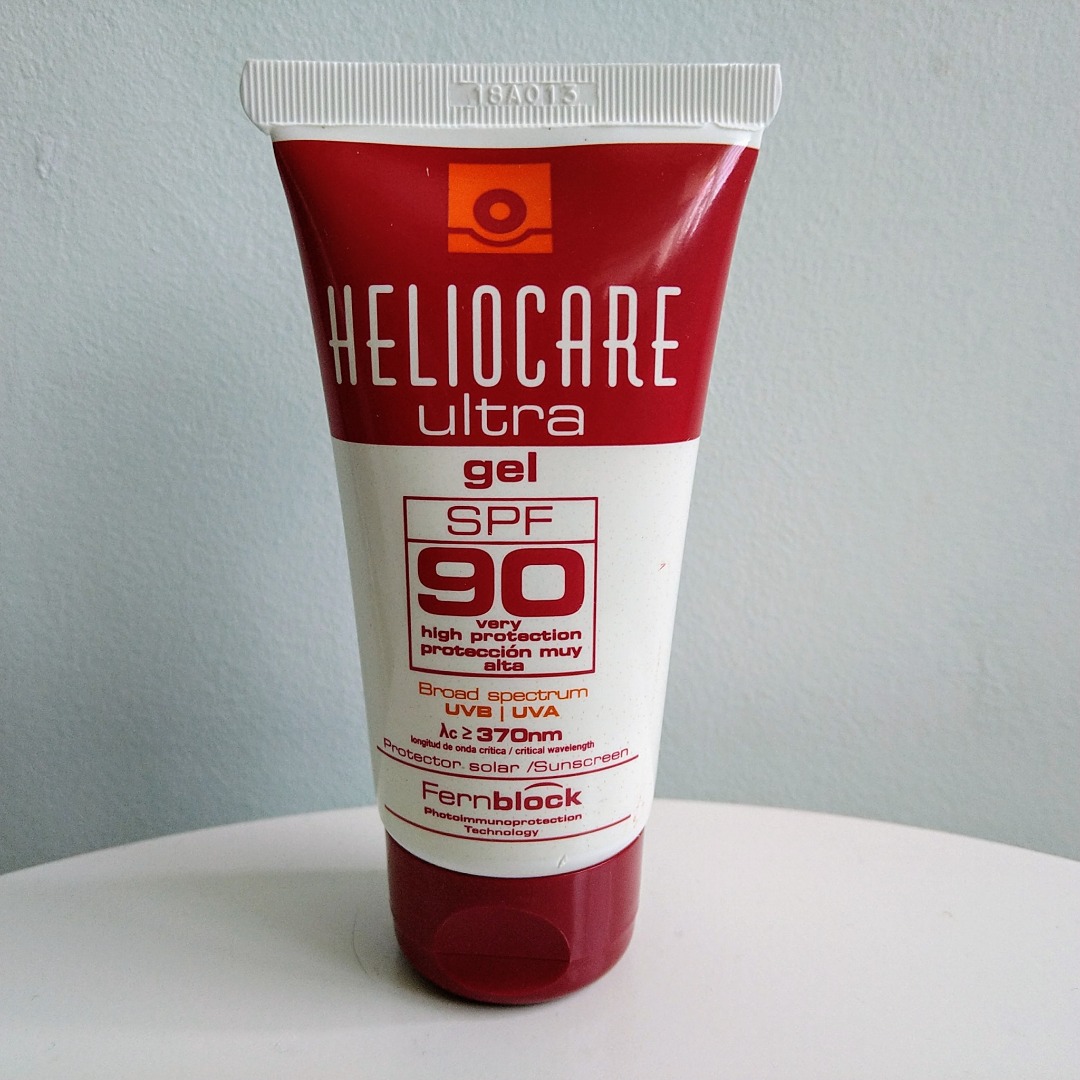 18A013
HELIOCARE
ultra
gel
SPF
90
very
high protection
protección muy
alta
Broad spectrum
UVB | UVA
λc ≥ 370nm
longitud de onda crítica / critical wavelength
Protector solar /Sunscreen
Fernblock
Photoimmunoprotection
Technology